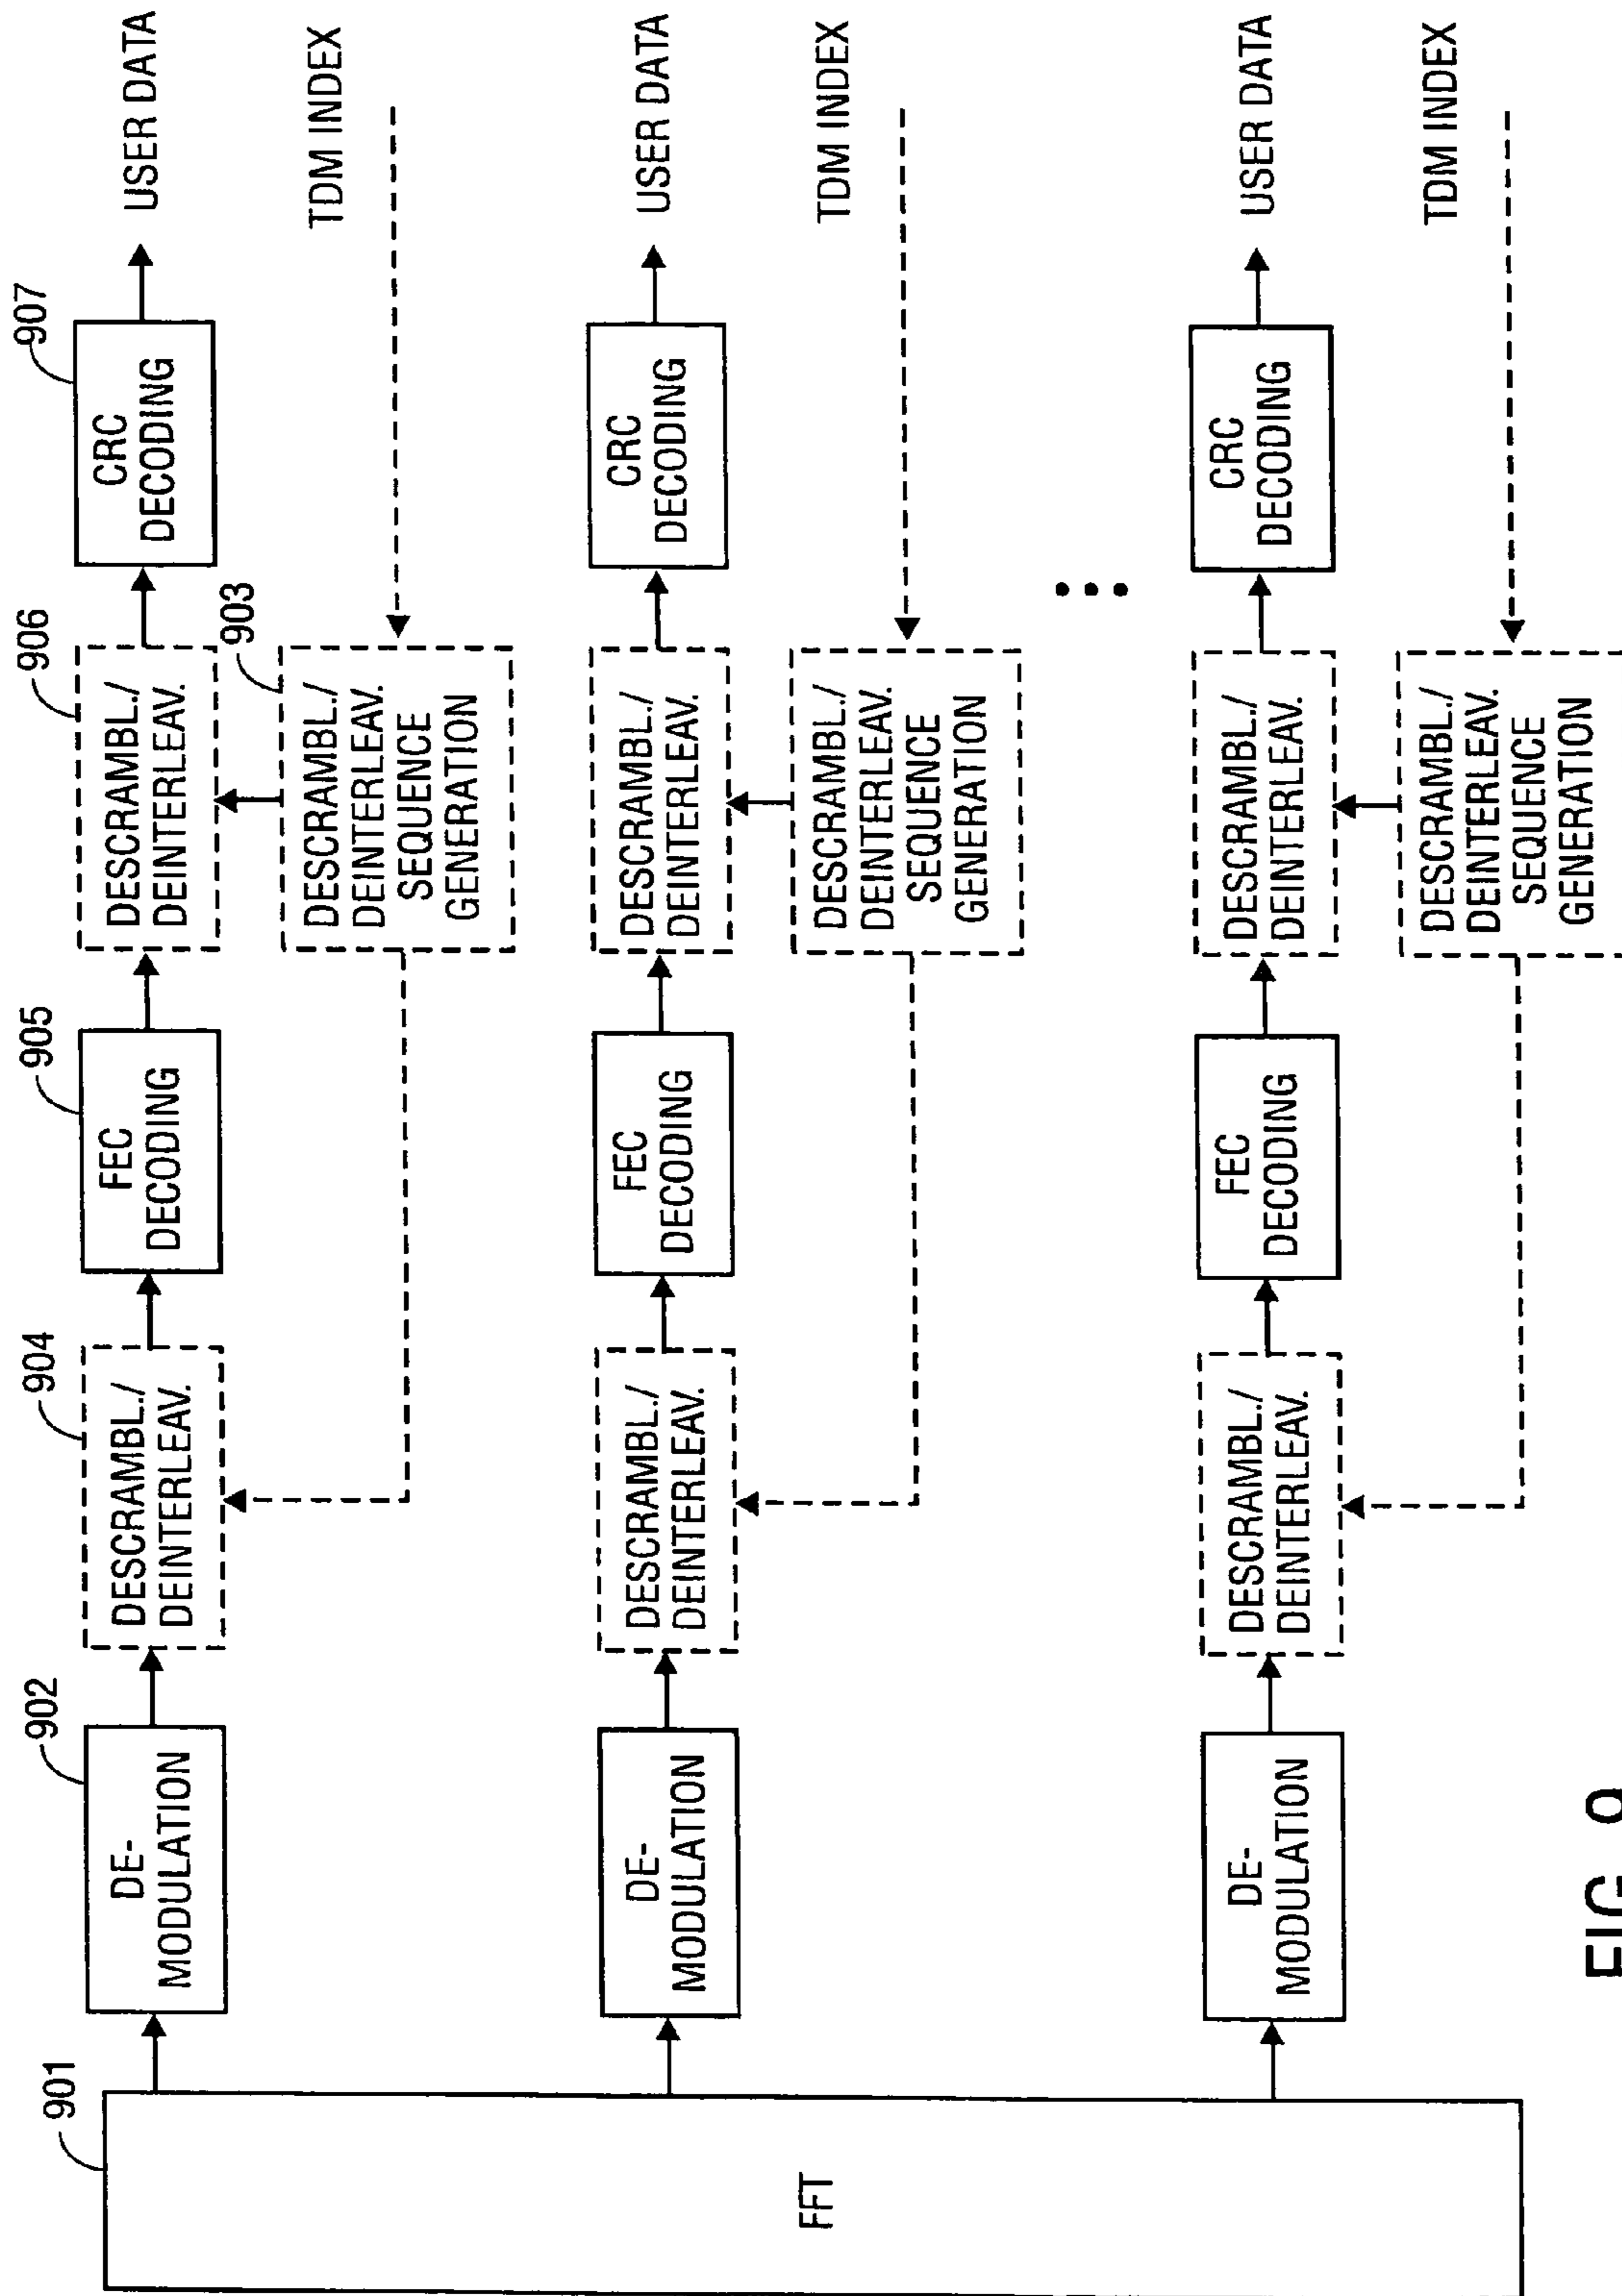 901
FFT
902
DE-
MODULATION
904
DESCRAMBL./
DEINTERLEAV.
905
FEC
DECODING
906
DESCRAMBL./
DEINTERLEAV.
903
DESCRAMBL./
DEINTERLEAV.
SEQUENCE
GENERATION
907
CRC
DECODING
USER DATA
TDM INDEX
DE-
MODULATION
DESCRAMBL./
DEINTERLEAV.
FEC
DECODING
DESCRAMBL./
DEINTERLEAV.
DESCRAMBL./
DEINTERLEAV.
SEQUENCE
GENERATION
CRC
DECODING
USER DATA
TDM INDEX
DE-
MODULATION
DESCRAMBL./
DEINTERLEAV.
FEC
DECODING
DESCRAMBL./
DEINTERLEAV.
DESCRAMBL./
DEINTERLEAV.
SEQUENCE
GENERATION
CRC
DECODING
USER DATA
TDM INDEX
FIG.